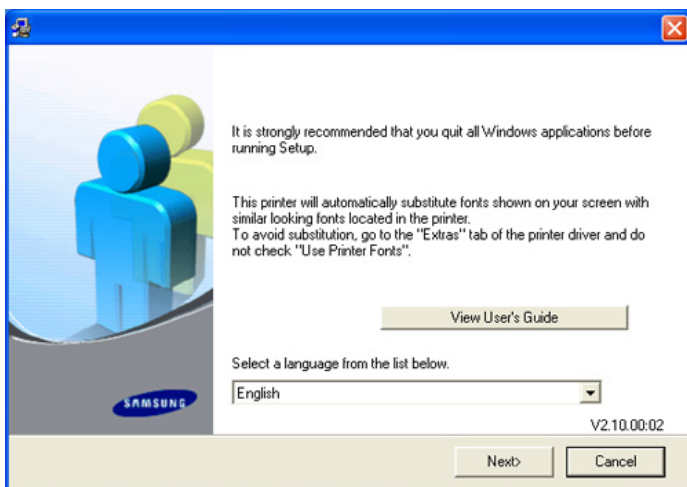 It is strongly recommended that you quit all Windows applications before
running Setup.
This printer will automatically substitute fonts shown on your screen with
similar looking fonts located in the printer.
To avoid substitution, go to the "Extras" tab of the printer driver and do
not check "Use Printer Fonts".
View User's Guide
Select a language from the list below.
English
SAMSUNG
V2.10.00:02
Next>
Cancel